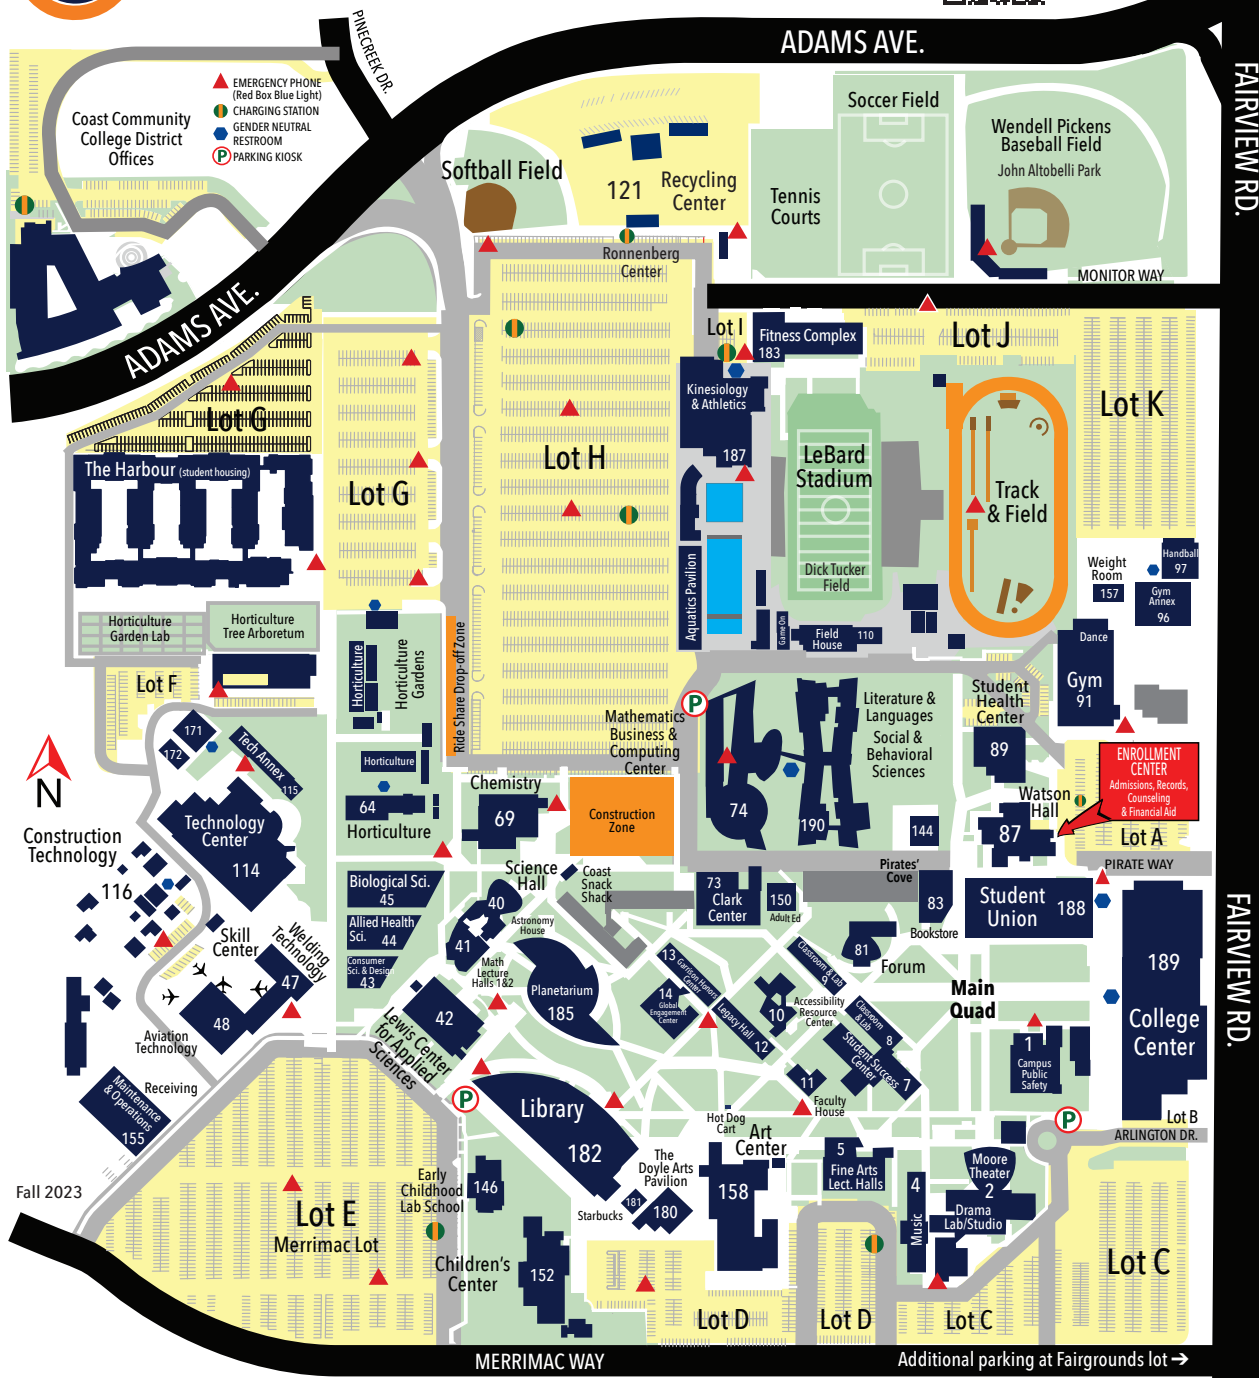 ADAMS AVE.
PINECREEK DR.
FAIRVIEW RD.
EMERGENCY PHONE
(Red Box Blue Light)
CHARGING STATION
GENDER NEUTRAL
RESTROOM
P PARKING KIOSK
Coast Community
College District
Offices
Softball Field
121
Recycling
Center
Ronnenberg
Center
Tennis
Courts
Soccer Field
Wendell Pickens
Baseball Field
John Altobelli Park
MONITOR WAY
ADAMS AVE.
Lot I
Fitness Complex
183
Lot J
Lot K
Kinesiology
& Athletics
187
Lot G
Lot G
Lot H
LeBard
Stadium
Dick Tucker
Field
Track
& Field
The Harbour (student housing)
Weight
Room
157
Handball
97
Gym
Annex
96
Aquatics Pavilion
Game On
Field
House
110
Dance
Gym
91
Horticulture
Garden Lab
Horticulture
Tree Arboretum
Horticulture
Horticulture
Gardens
Ride Share Drop-off Zone
Lot F
P
Mathematics
Business &
Computing
Center
Literature &
Languages
Social &
Behavioral
Sciences
Student
Health
Center
89
171
172
Tech Annex
115
Horticulture
64
Horticulture
Chemistry
69
Construction
Zone
74
190
144
Watson
Hall
87
ENROLLMENT
CENTER
Admissions, Records,
Counseling
& Financial Aid
Lot A
PIRATE WAY
N
Construction
Technology
116
Technology
Center
114
Biological Sci.
45
Allied Health
Sci. 44
Consumer
Sci. & Design
43
Science
Hall
40
Astronomy
House
41
Math
Lecture
Halls 1&2
Coast
Snack
Shack
73
Clark
Center
150
Adult Ed
Pirates'
Cove
83
Bookstore
Student
Union
188
FAIRVIEW RD.
Skill
Center
Welding
Technology
47
48
Aviation
Technology
42
Lewis Center
for Applied
Sciences
Planetarium
185
13
Garrison Honors
Center
14
Global
Engagement
Center
Legacy Hall
12
10
Accessibility
Resource
Center
Classroom & Lab
9
81
Forum
Classroom
& Lab
8
Student Success
Center
7
11
Faculty
House
Main
Quad
1
Campus
Public
Safety
189
College
Center
Receiving
Maintenance
& Operations
155
P
Library
182
Hot Dog
Cart
Art
Center
158
5
Fine Arts
Lect. Halls
Moore
Theater
2
Drama
Lab/Studio
4
Music
P
Lot B
ARLINGTON DR.
Fall 2023
Lot E
Merrimac Lot
Early
Childhood
Lab School
146
Children's
Center
152
The
Doyle Arts
Pavilion
181
180
Starbucks
Lot D
Lot D
Lot C
Lot C
MERRIMAC WAY
Additional parking at Fairgrounds lot →